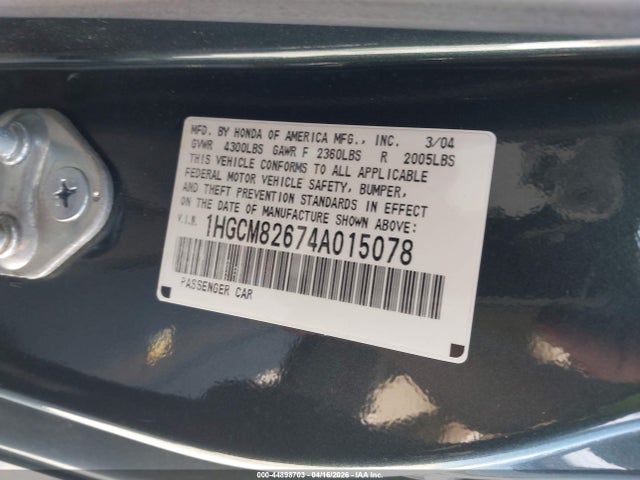 MFD. BY HONDA OF AMERICA MFG., INC. 3/04
GVWR 4300LBS GAWR F 2360LBS R 2005LBS
THIS VEHICLE CONFORMS TO ALL APPLICABLE
FEDERAL MOTOR VEHICLE SAFETY, BUMPER,
AND THEFT PREVENTION STANDARDS IN EFFECT
ON THE DATE OF MANUFACTURE SHOWN ABOVE:
V.I.N. 1HGCM82674A015078
PASSENGER CAR
000-44898703 - 04/16/2026 - IAA Inc.